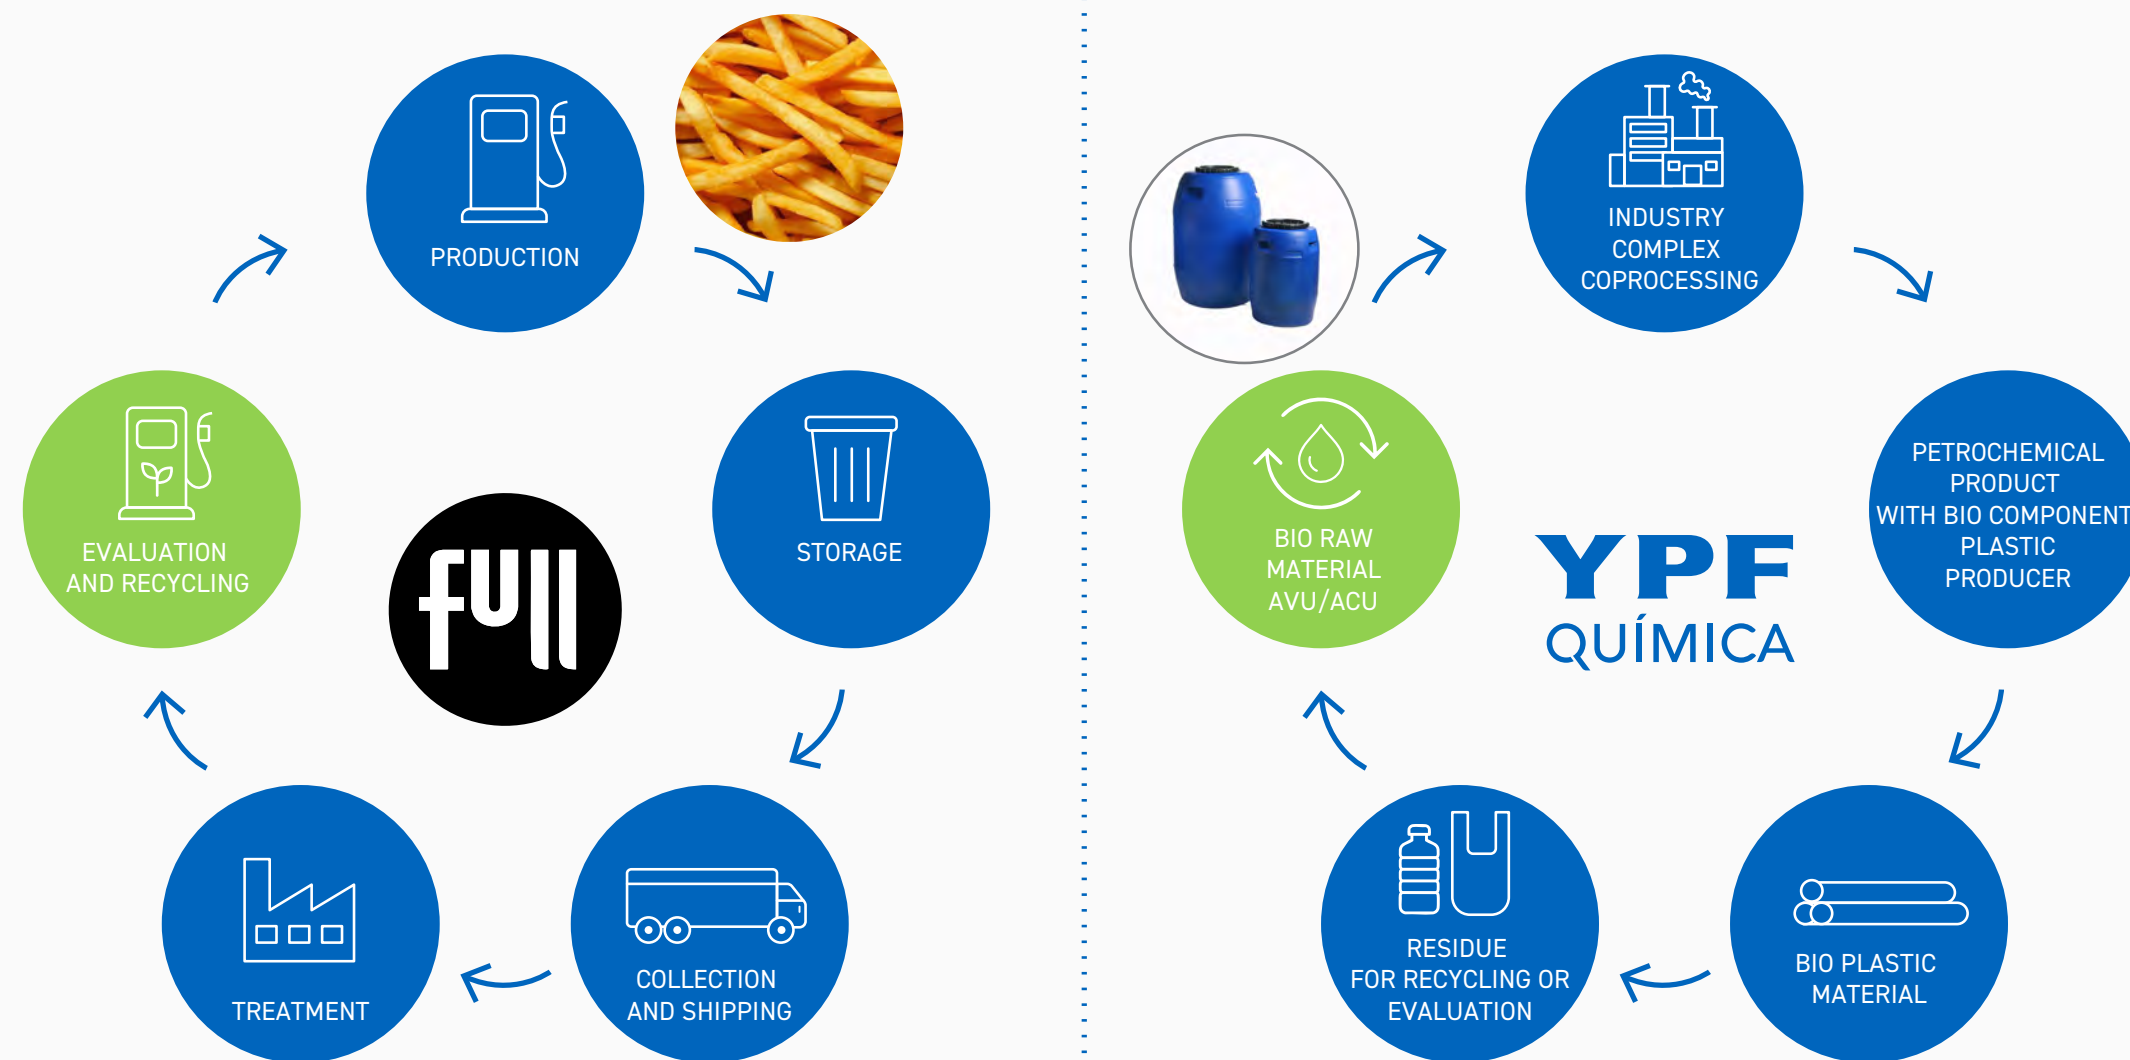 PRODUCTION
STORAGE
COLLECTION
AND SHIPPING
TREATMENT
EVALUATION
AND RECYCLING
full
INDUSTRY
COMPLEX
COPROCESSING
PETROCHEMICAL
PRODUCT
WITH BIO COMPONENT
PLASTIC
PRODUCER
BIO PLASTIC
MATERIAL
RESIDUE
FOR RECYCLING OR
EVALUATION
BIO RAW
MATERIAL
AVU/ACU
YPF
QUÍMICA